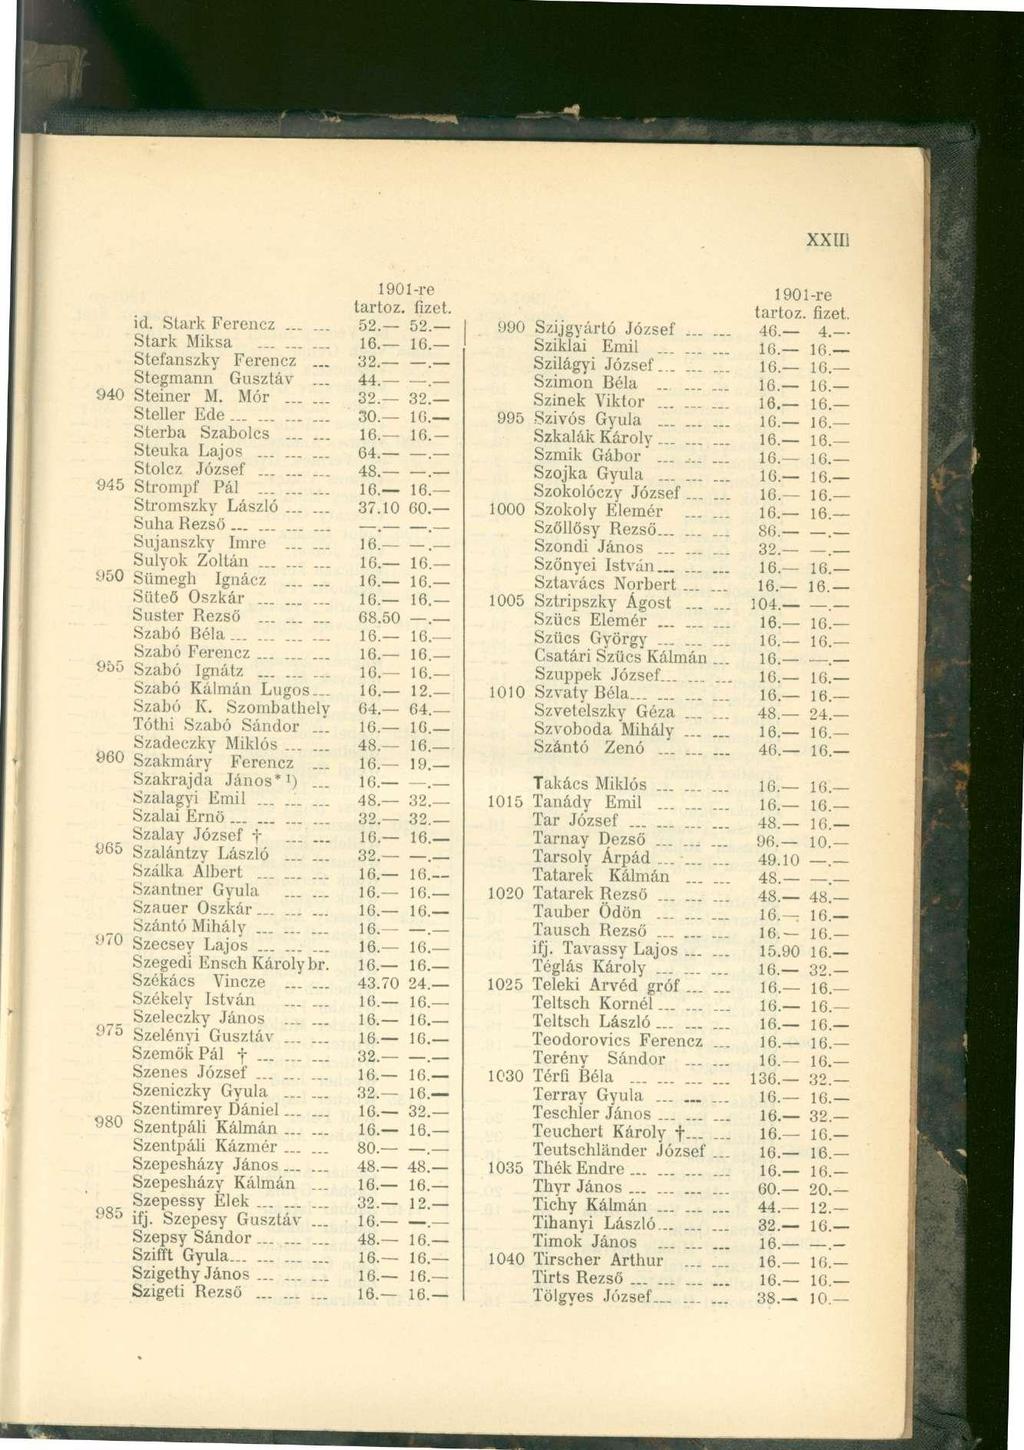 XXIII
1901-re
tartoz. fizet.
id. Stark Ferencz 52.— 52.—
Stark Miksa 16.— 16.—
Stefanszky Ferencz 32.— —.—
Stegmann Gusztáv 44.— —.—
940 Steiner M. Mór 32.— 32.—
Steller Ede 30.— 16.—
Sterba Szabolcs 16.— 16.—
Steuka Lajos 64.— —.—
Stolcz József 48.— —.—
945 Strompf Pál 16.— 16.—
Stromszky László 37.10 60.—
Suha Rezső —.— —.—
Sujanszky Imre 16.— —.—
Sulyok Zoltán 16.— 16.—
950 Sümegh Ignácz 16.— 16.—
Süteő Oszkár 16.— 16.—
Suster Rezső 68.50 —.—
Szabó Béla 16.— 16.—
Szabó Ferencz 16.— 16.—
955 Szabó Ignátz 16.— 16.—
Szabó Kálmán Lugos 16.— 12.—
Szabó K. Szombathely 64.— 64.—
Tóthi Szabó Sándor 16.— 16.—
Szadeczky Miklós 48.— 16.—
960 Szakmáry Ferencz 16.— 19.—
Szakrajda János* ¹) 16.— —.—
Szalagyi Emil 48.— 32.—
Szalai Ernő 32.— 32.—
Szalay József † 16.— 16.—
965 Szalántzy László 32.— —.—
Szálka Albert 16.— 16.—
Szantner Gyula 16.— 16.—
Szauer Oszkár 16.— 16.—
Szántó Mihály 16.— —.—
970 Szecsey Lajos 16.— 16.—
Szegedi Ensch Károly br. 16.— 16.—
Székács Vincze 43.70 24.—
Székely István 16.— 16.—
Szeleczky János 16.— 16.—
975 Szelényi Gusztáv 16.— 16.—
Szemök Pál † 32.— —.—
Szenes József 16.— 16.—
Szeniczky Gyula 32.— 16.—
Szentimrey Dániel 16.— 32.—
980 Szentpáli Kálmán 16.— 16.—
Szentpáli Kázmér 80.— —.—
Szepesházy János 48.— 48.—
Szepesházy Kálmán 16.— 16.—
Szepessy Elek 32.— 12.—
985 ifj. Szepesy Gusztáv 16.— —.—
Szepsy Sándor 48.— 16.—
Szifft Gyula 16.— 16.—
Szigethy János 16.— 16.—
Szigeti Rezső 16.— 16.—
1901-re
tartoz. fizet.
990 Szijgyártó József 46.— 4.—
Sziklai Emil 16.— 16.—
Szilágyi József 16.— 16.—
Szimon Béla 16.— 16.—
Szinek Viktor 16.— 16.—
995 Szivós Gyula 16.— 16.—
Szkalák Károly 16.— 16.—
Szmik Gábor 16.— 16.—
Szojka Gyula 16.— 16.—
Szokolóczy József 16.— 16.—
1000 Szokoly Elemér 16.— 16.—
Szőllősy Rezső 86.— —.—
Szondi János 32.— —.—
Szőnyei István 16.— 16.—
Sztavács Norbert 16.— 16.—
1005 Sztripszky Ágost 104.— —.—
Szücs Elemér 16.— 16.—
Szücs György 16.— 16.—
Csatári Szücs Kálmán 16.— —.—
Szuppek József 16.— 16.—
1010 Szvaty Béla 16.— 16.—
Szvetelszky Géza 48.— 24.—
Szvoboda Mihály 16.— 16.—
Szántó Zenó 46.— 16.—
Takács Miklós 16.— 16.—
1015 Tanády Emil 16.— 16.—
Tar József 48.— 16.—
Tarnay Dezső 96.— 10.—
Tarsoly Árpád 49.10 —.—
Tatarek Kálmán 48.— —.—
1020 Tatarek Rezső 48.— 48.—
Tauber Ödön 16.— 16.—
Tausch Rezső 16.— 16.—
ifj. Tavassy Lajos 15.90 16.—
Téglás Károly 16.— 32.—
1025 Teleki Arvéd gróf 16.— 16.—
Teltsch Kornél 16.— 16.—
Teltsch László 16.— 16.—
Teodorovics Ferencz 16.— 16.—
Terény Sándor 16.— 16.—
1030 Térfi Béla 136.— 32.—
Terray Gyula 16.— 16.—
Teschler János 16.— 32.—
Teuchert Károly † 16.— 16.—
Teutschländer József 16.— 16.—
1035 Thék Endre 16.— 16.—
Thyr János 60.— 20.—
Tichy Kálmán 44.— 12.—
Tihanyi László 32.— 16.—
Timok János 16.— —.—
1040 Tirscher Arthur 16.— 16.—
Tirts Rezső 16.— 16.—
Tölgyes József 38.— 10.—